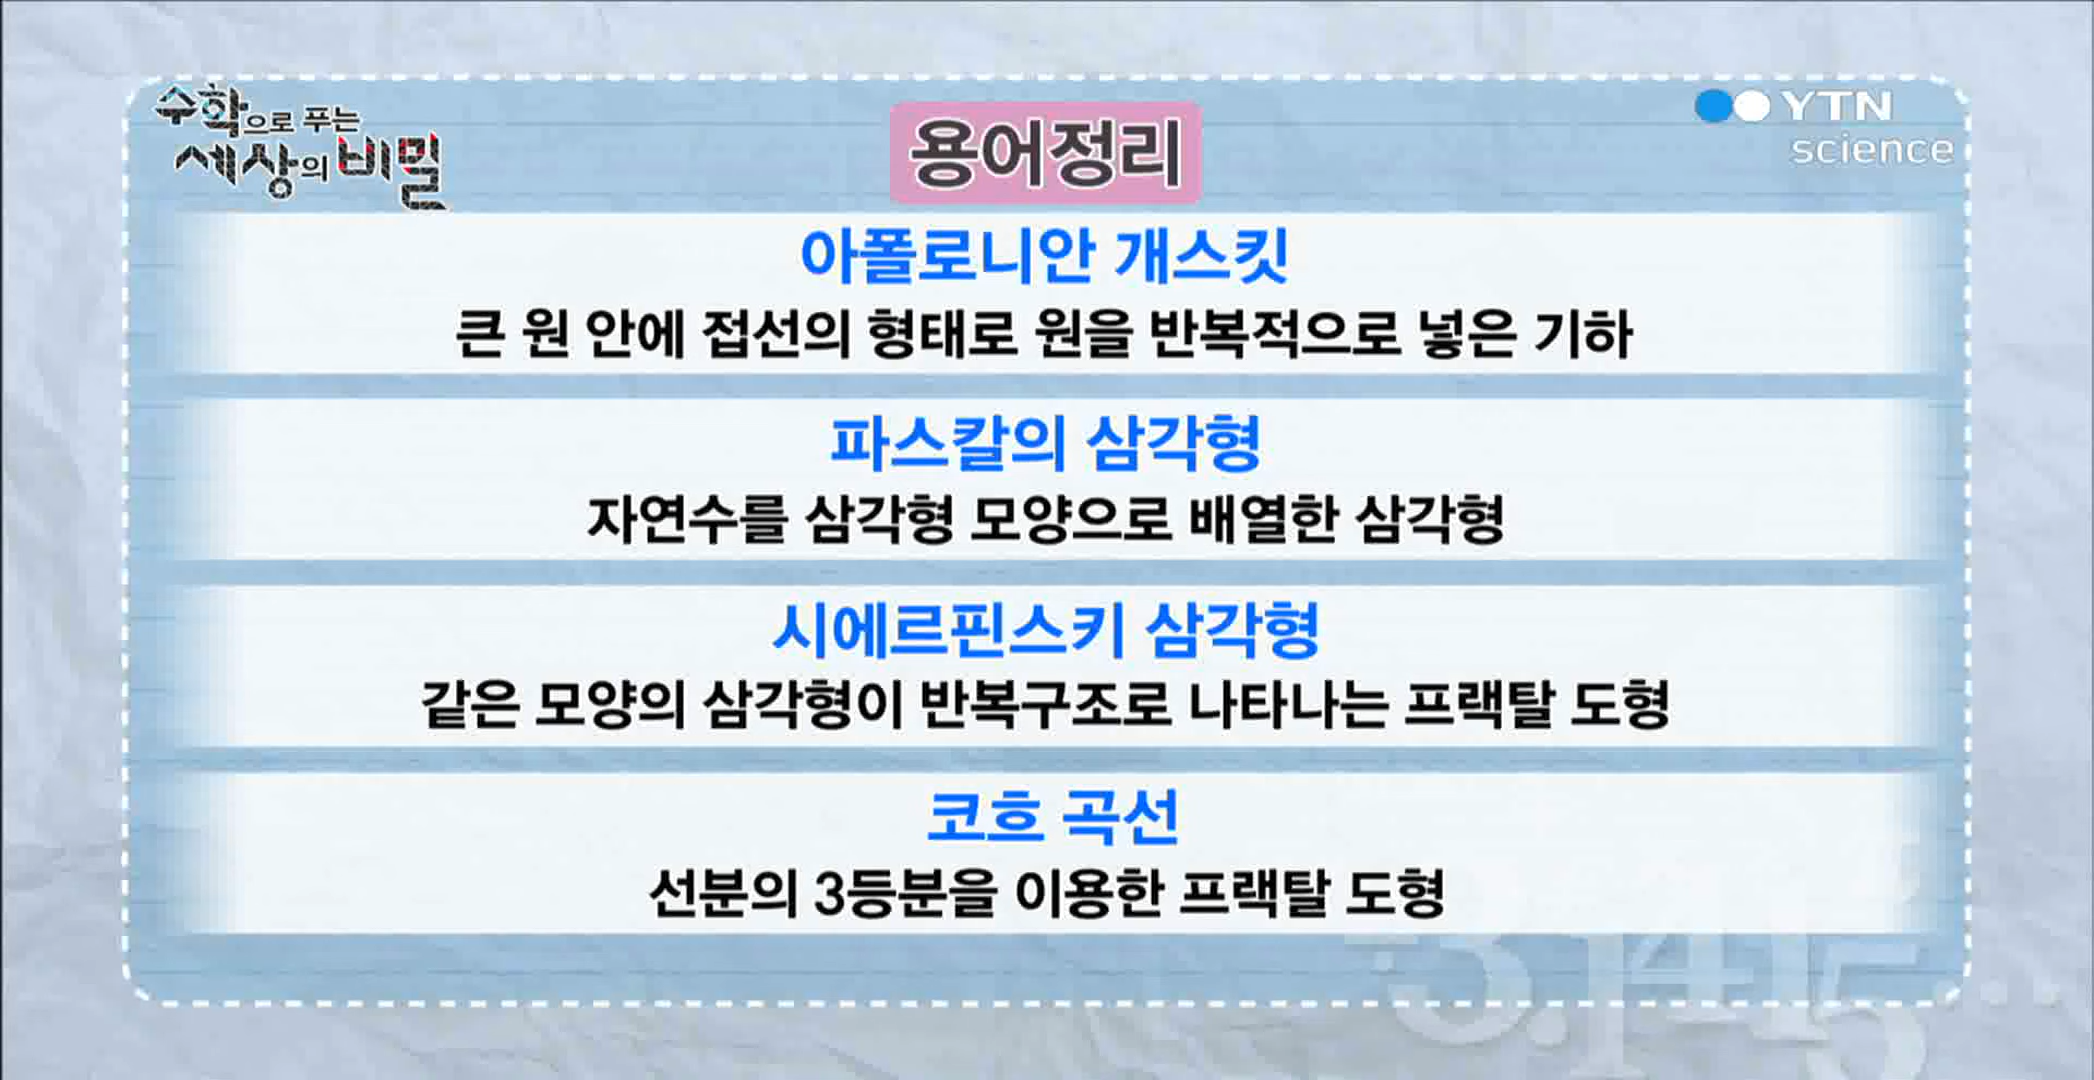 수학으로 푸는
세상의 비밀
용어정리
YTN
science
아폴로니안 개스킷
큰 원 안에 접선의 형태로 원을 반복적으로 넣은 기하
파스칼의 삼각형
자연수를 삼각형 모양으로 배열한 삼각형
시에르핀스키 삼각형
같은 모양의 삼각형이 반복구조로 나타나는 프랙탈 도형
코흐 곡선
선분의 3등분을 이용한 프랙탈 도형
=3.1415...